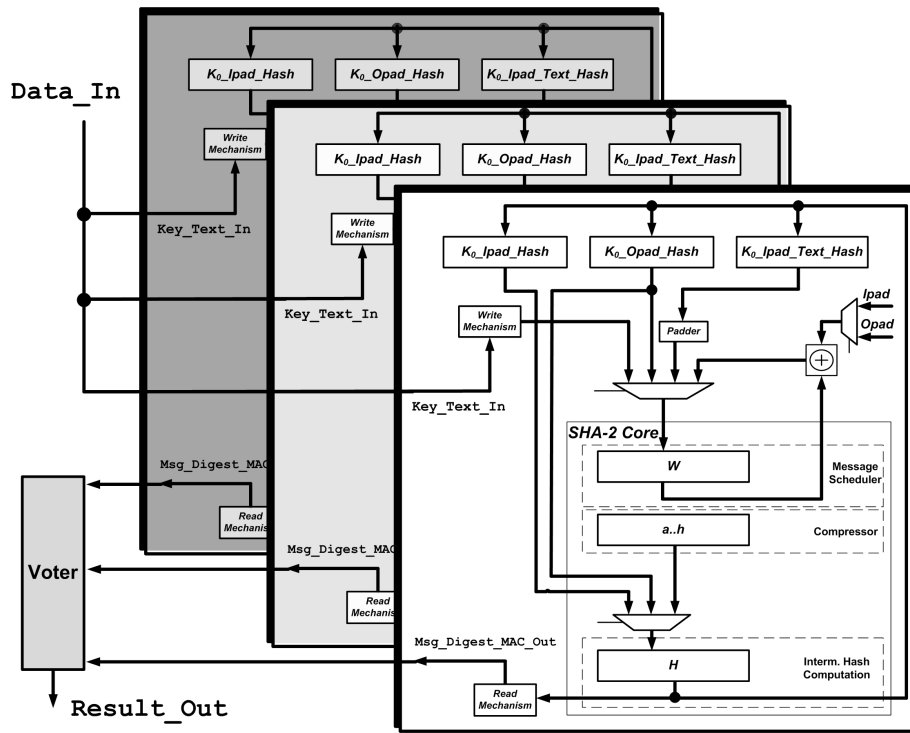 K0_Ipad_Hash K0_Opad_Hash K0_Ipad_Text_Hash
Data_In
Write
Mechanism
K0_Ipad_Hash K0_Opad_Hash K0_Ipad_Text_Hash
Key_Text_In
Write
Mechanism
K0_Ipad_Hash K0_Opad_Hash K0_Ipad_Text_Hash
Ipad
Key_Text_In
Write
Mechanism
Padder
Opad
Key_Text_In
SHA-2 Core
Msg_Digest_MAC
W
Message
Scheduler
Read
Mechanism
a..h
Compressor
Msg_Digest_MAC
Voter
Read
Mechanism
Msg_Digest_MAC_Out
H
Interm. Hash
Computation
Read
Mechanism
Result_Out